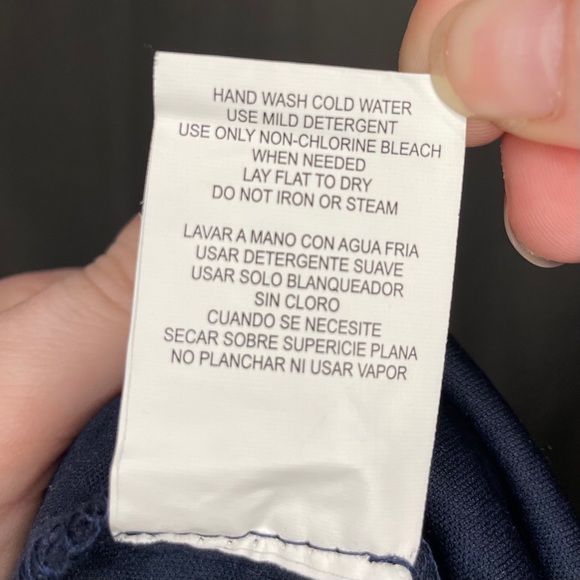 HAND WASH COLD WATER
USE MILD DETERGENT
USE ONLY NON-CHLORINE BLEACH
WHEN NEEDED
LAY FLAT TO DRY
DO NOT IRON OR STEAM
LAVAR A MANO CON AGUA FRIA
USAR DETERGENTE SUAVE
USAR SOLO BLANQUEADOR
SIN CLORO
CUANDO SE NECESITE
SECAR SOBRE SUPERICIE PLANA
NO PLANCHAR NI USAR VAPOR